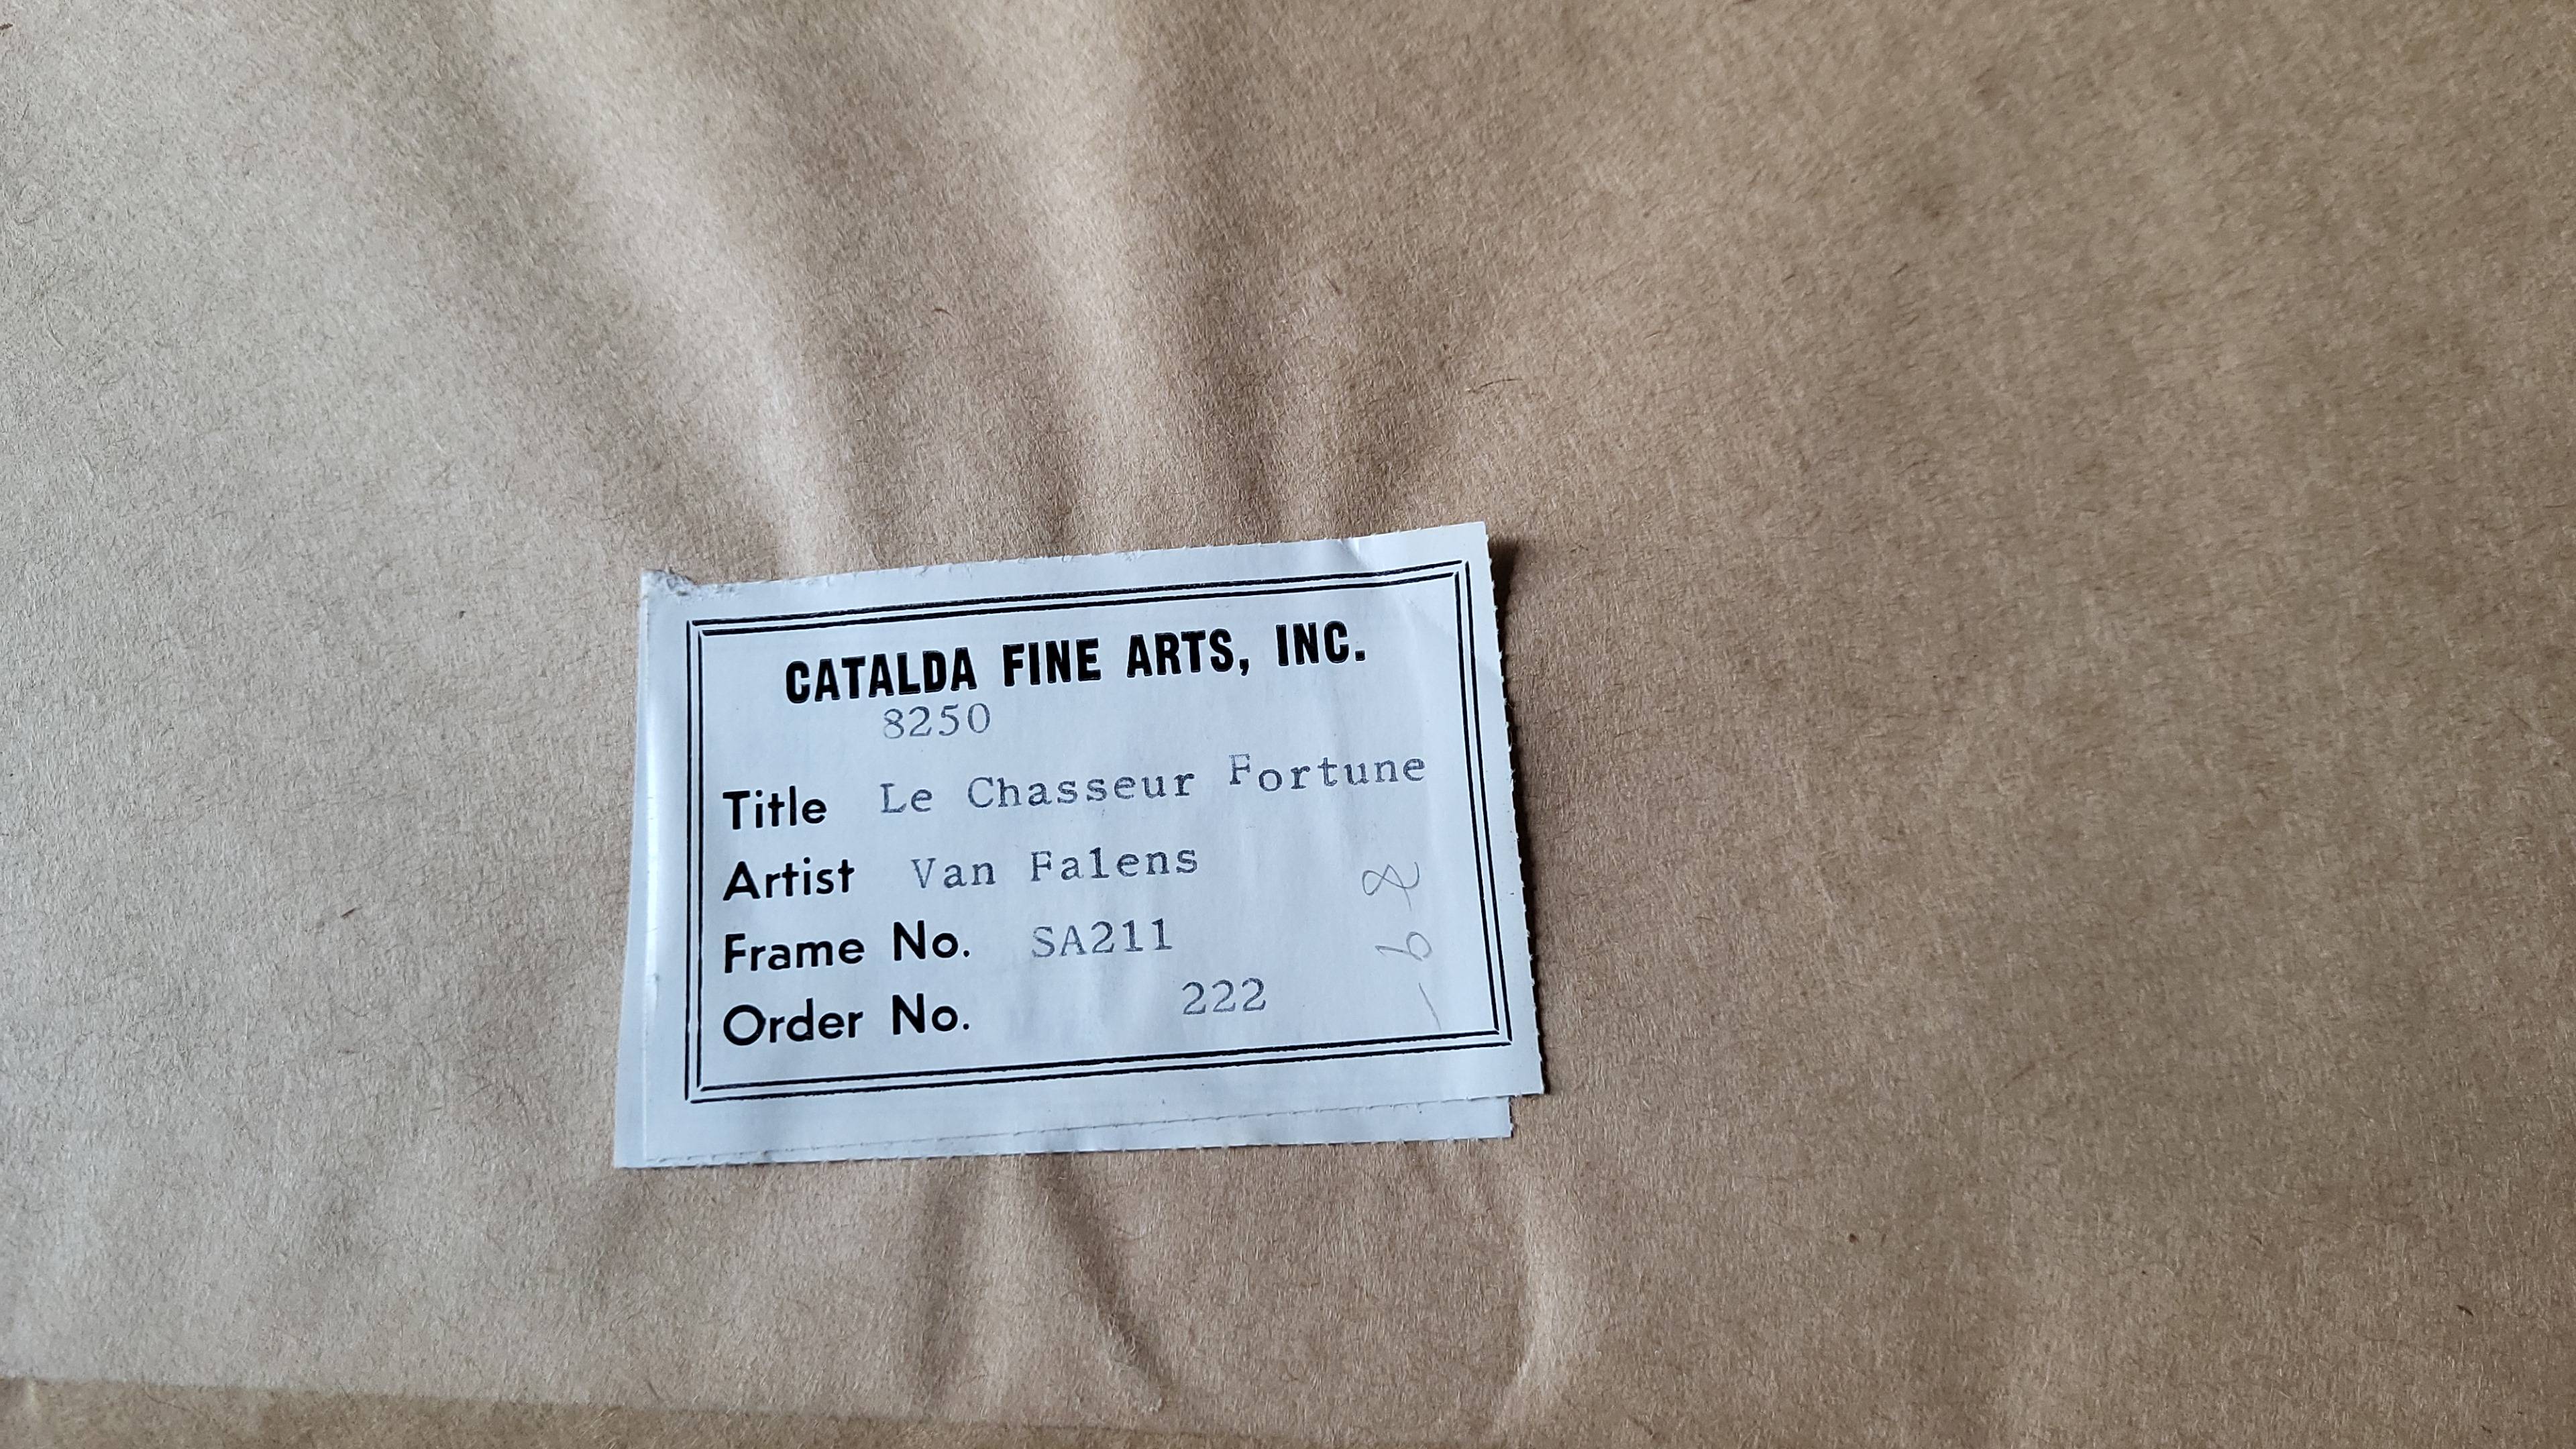 CATALDA FINE ARTS, INC.
8250
Title Le Chasseur Fortune
Artist Van Falens
Frame No. SA211
Order No. 222